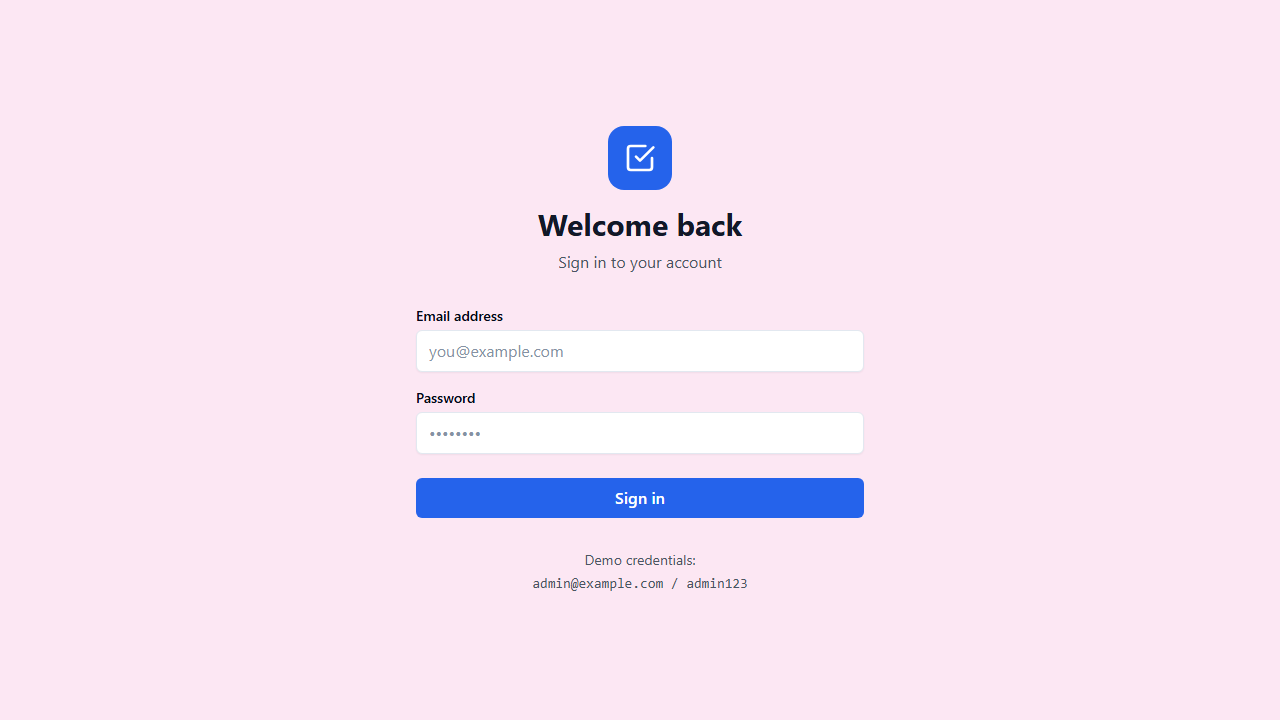 Welcome back
Sign in to your account
Email address
you@example.com
Password
••••••••
Sign in
Demo credentials:
admin@example.com / admin123